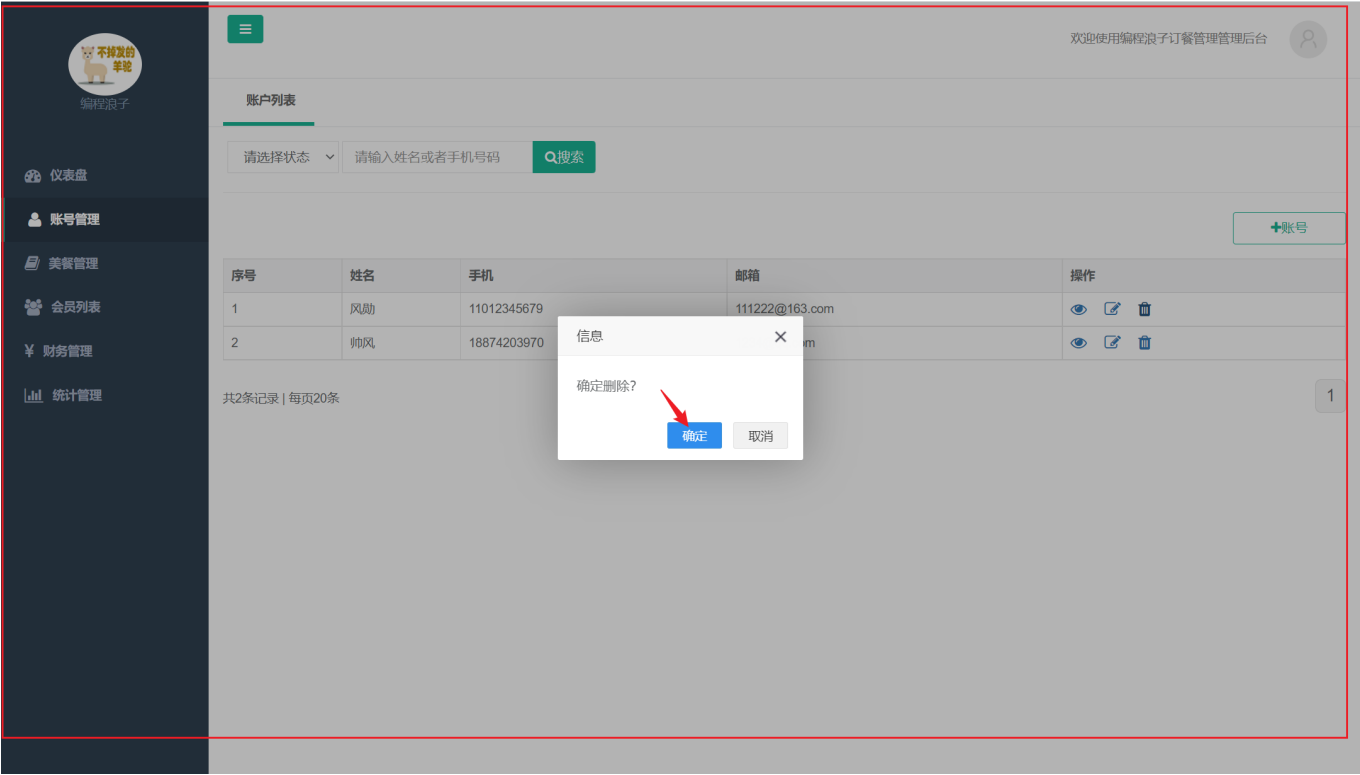 不掉发的
羊驼
编程浪子
欢迎使用编程浪子订餐管理管理后台
仪表盘
账号管理
美餐管理
会员列表
¥ 财务管理
统计管理
账户列表
请选择状态 请输入姓名或者手机号码 搜索
+账号
序号 姓名 手机 邮箱 操作
1 风勋 11012345679 111222@163.com
2 帅风 18874203970 om
共2条记录 | 每页20条 1
信息
确定删除?
确定 取消